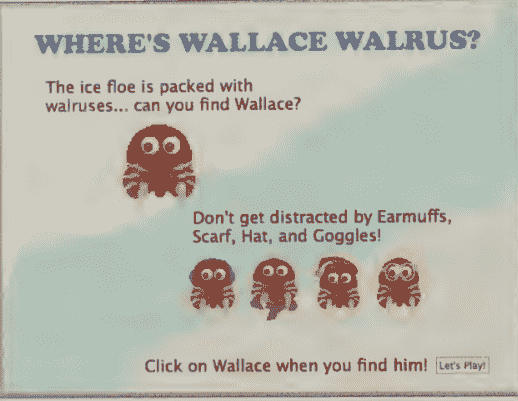 WHERE'S WALLACE WALRUS?
The ice floe is packed with
walruses... can you find Wallace?
Don't get distracted by Earmuffs,
Scarf, Hat, and Goggles!
Click on Wallace when you find him!
Let's Play!